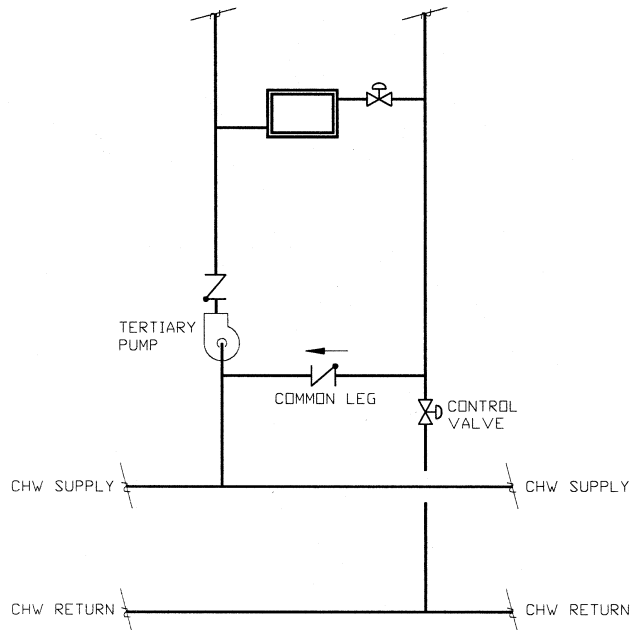 TERTIARY
PUMP
COMMON LEG
CONTROL
VALVE
CHW SUPPLY
CHW SUPPLY
CHW RETURN
CHW RETURN